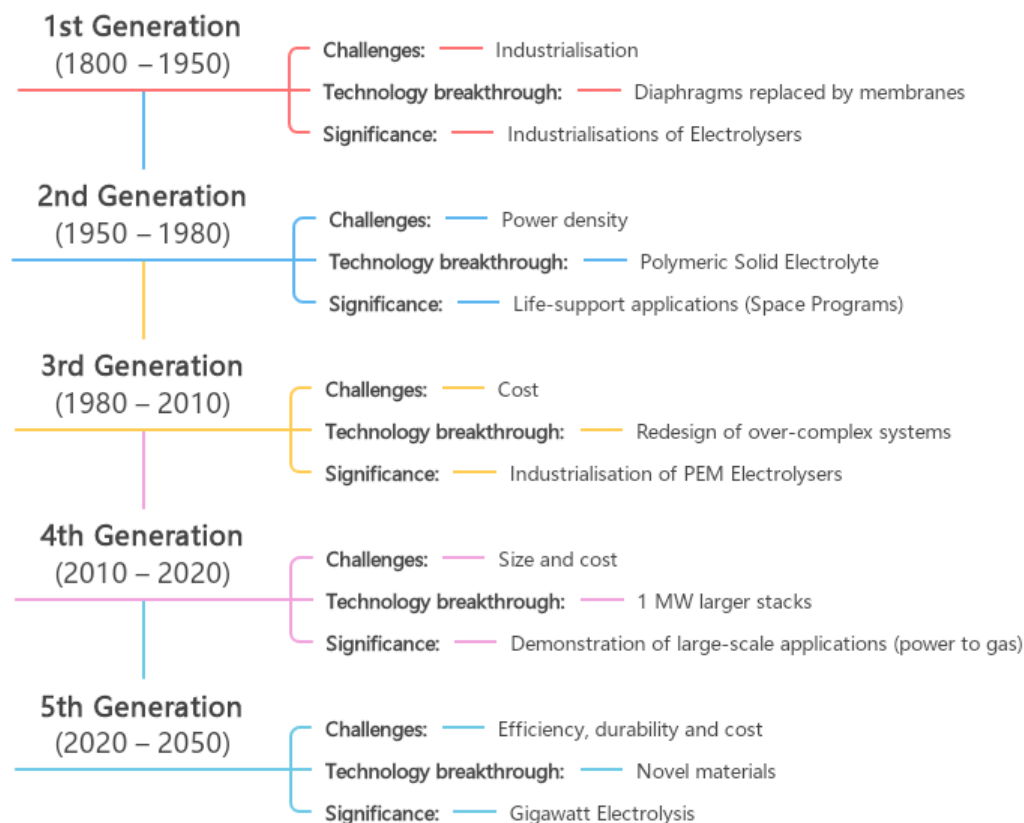 1st Generation
(1800 – 1950)
Challenges: Industrialisation
Technology breakthrough: Diaphragms replaced by membranes
Significance: Industrialisations of Electrolysers
2nd Generation
(1950 – 1980)
Challenges: Power density
Technology breakthrough: Polymeric Solid Electrolyte
Significance: Life-support applications (Space Programs)
3rd Generation
(1980 – 2010)
Challenges: Cost
Technology breakthrough: Redesign of over-complex systems
Significance: Industrialisation of PEM Electrolysers
4th Generation
(2010 – 2020)
Challenges: Size and cost
Technology breakthrough: 1 MW larger stacks
Significance: Demonstration of large-scale applications (power to gas)
5th Generation
(2020 – 2050)
Challenges: Efficiency, durability and cost
Technology breakthrough: Novel materials
Significance: Gigawatt Electrolysis